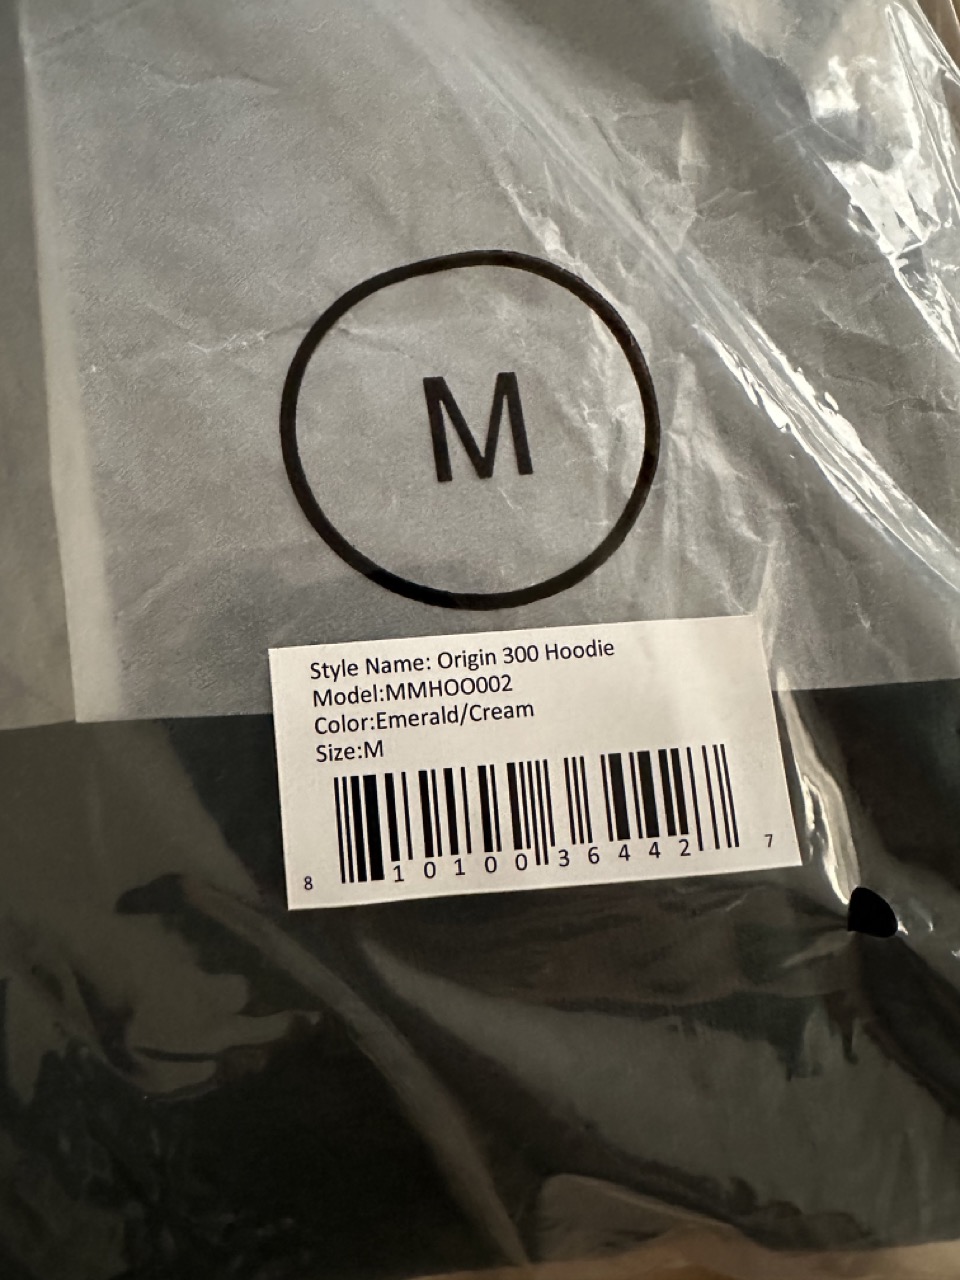 M
Style Name: Origin 300 Hoodie
Model:MMHOO002
Color:Emerald/Cream
Size:M
8 10100 36442 7